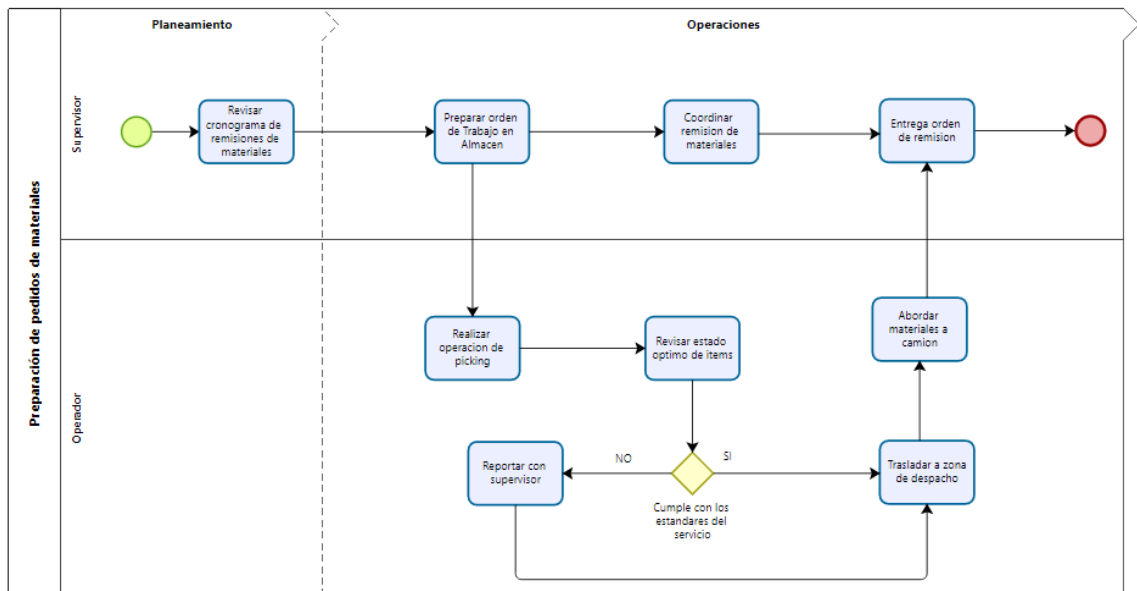 Planeamiento
Operaciones
Preparación de pedidos de materiales
Supervisor
Revisar
cronograma de
remisiones de
materiales
Preparar orden
de Trabajo en
Almacen
Coordinar
remision de
materiales
Entrega orden
de remision
Operador
Realizar
operacion de
picking
Revisar estado
optimo de items
Abordar
materiales a
camion
Reportar con
supervisor
NO
SI
Cumple con los
estandares del
servicio
Trasladar a zona
de despacho